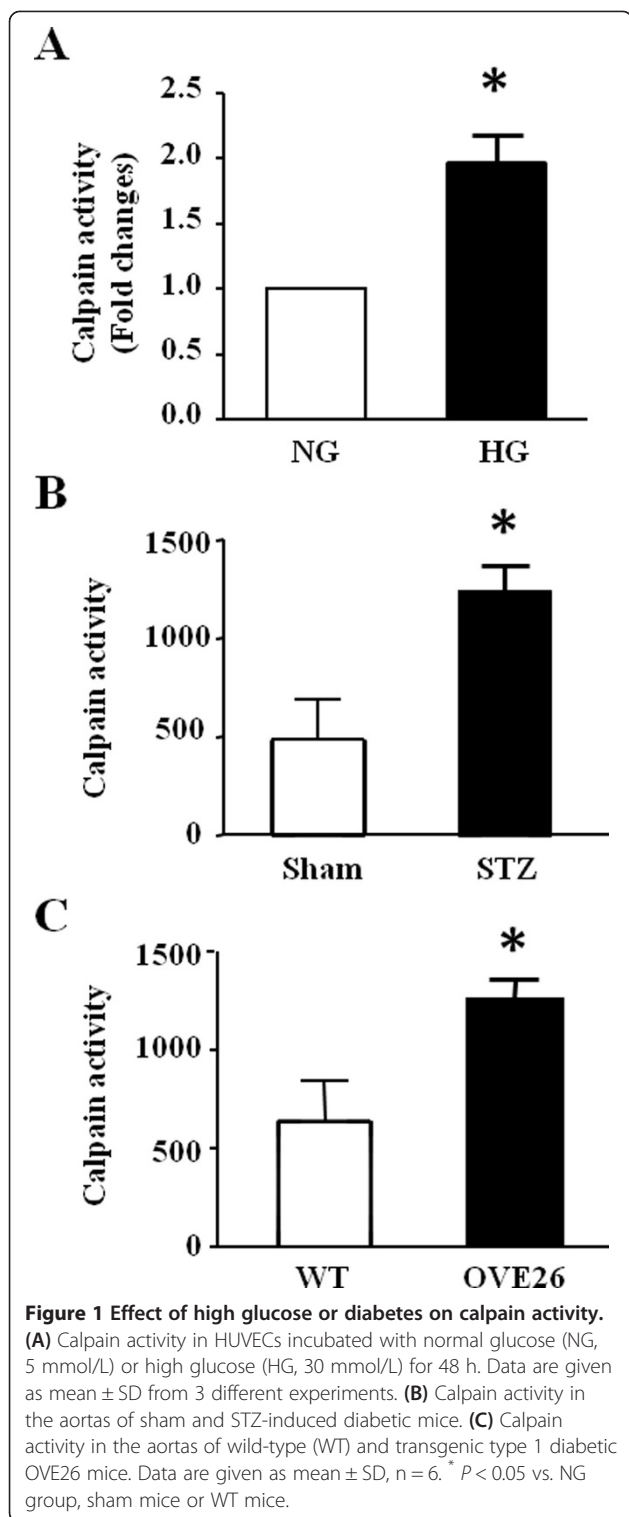 A
Calpain activity
(Fold changes)
2.5
2.0
1.5
1.0
0.5
0.0
*
NG HG
B
Calpain activity
1500
1000
500
0
*
Sham STZ
C
Calpain activity
1500
1000
500
0
*
WT OVE26
Figure 1 Effect of high glucose or diabetes on calpain activity.
(A) Calpain activity in HUVECs incubated with normal glucose (NG,
5 mmol/L) or high glucose (HG, 30 mmol/L) for 48 h. Data are given
as mean ± SD from 3 different experiments. (B) Calpain activity in
the aortas of sham and STZ-induced diabetic mice. (C) Calpain
activity in the aortas of wild-type (WT) and transgenic type 1 diabetic
OVE26 mice. Data are given as mean ± SD, n = 6. * P < 0.05 vs. NG
group, sham mice or WT mice.